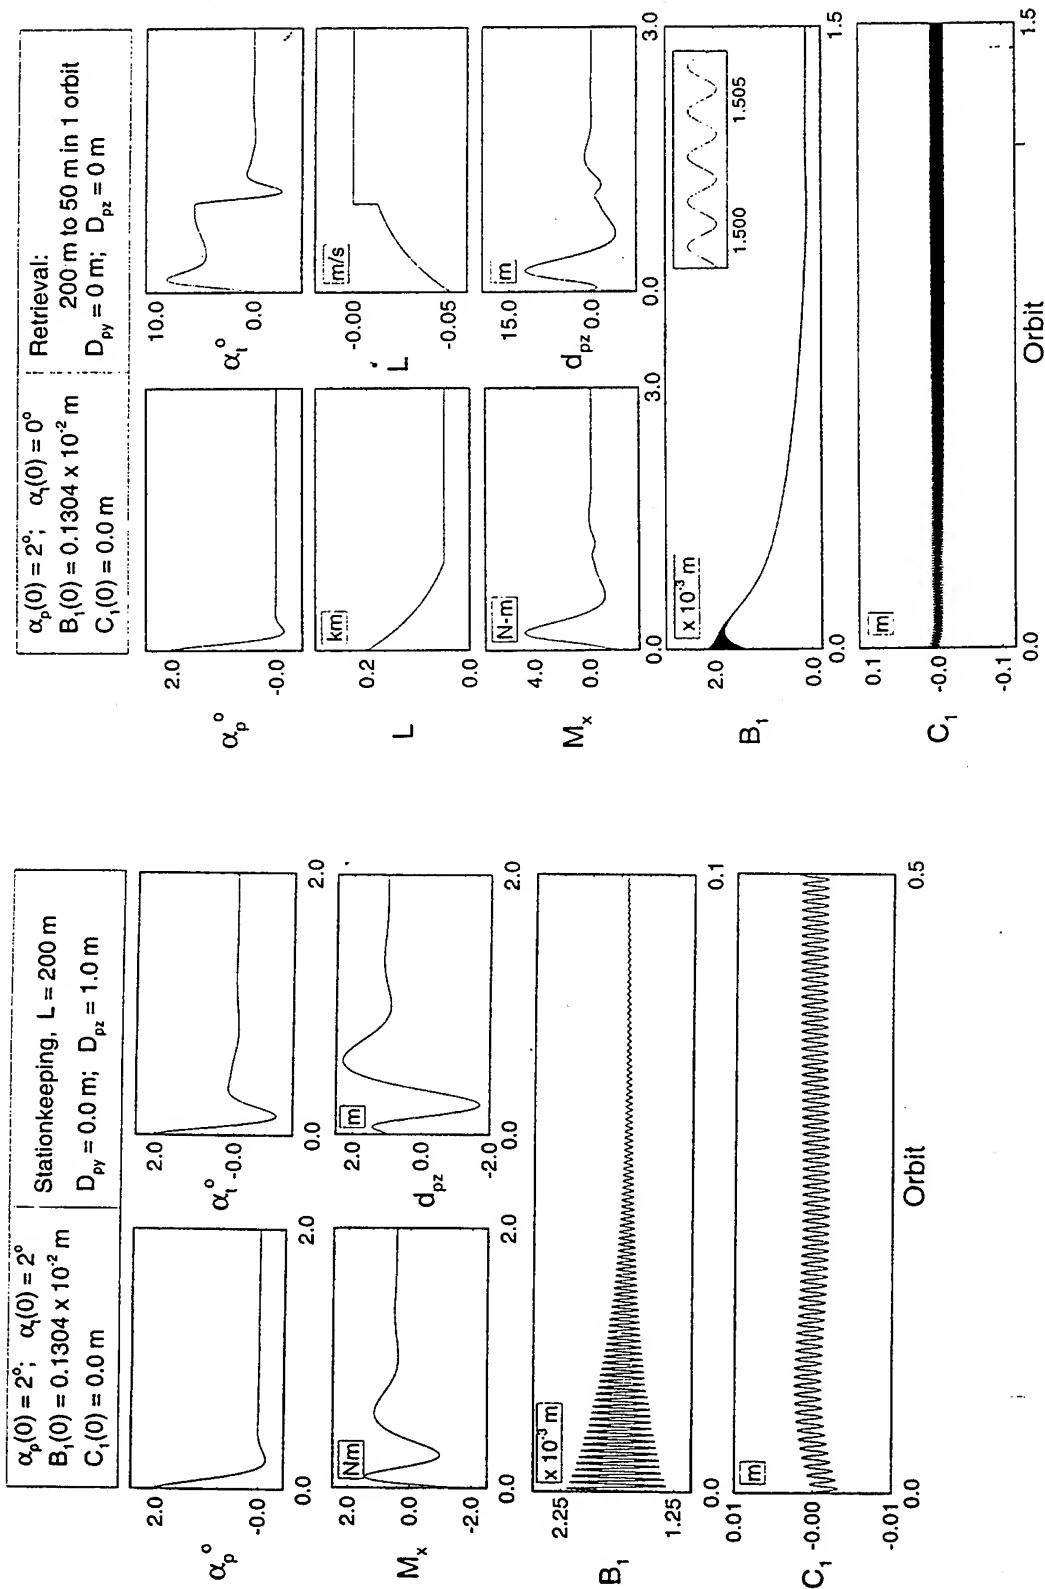 α_p(0) = 2°; α_t(0) = 2°
B_1(0) = 0.1304 x 10^-2 m
C_1(0) = 0.0 m
Stationkeeping, L = 200 m
D_py = 0.0 m; D_pz = 1.0 m
α_p°
2.0
-0.0
0.0
2.0
α_t°
2.0
-0.0
0.0
2.0
M_x
Nm
2.0
0.0
-2.0
0.0
2.0
d_pz
m
2.0
0.0
-2.0
0.0
2.0
B_1
x 10^-3 m
2.25
1.25
0.0
0.1
C_1
m
0.01
-0.00
-0.01
0.0
0.5
Orbit
α_p(0) = 2°; α_t(0) = 0°
B_1(0) = 0.1304 x 10^-2 m
C_1(0) = 0.0 m
Retrieval:
200 m to 50 m in 1 orbit
D_py = 0 m; D_pz = 0 m
α_p°
2.0
-0.0
α_t°
10.0
0.0
L
km
0.2
0.0
L̇
m/s
-0.00
-0.05
M_x
N-m
4.0
0.0
0.0
3.0
d_pz
m
15.0
0.0
0.0
3.0
B_1
x 10^-3 m
2.0
0.0
0.0
1.5
1.500
1.505
C_1
m
0.1
-0.0
-0.1
0.0
1.5
Orbit